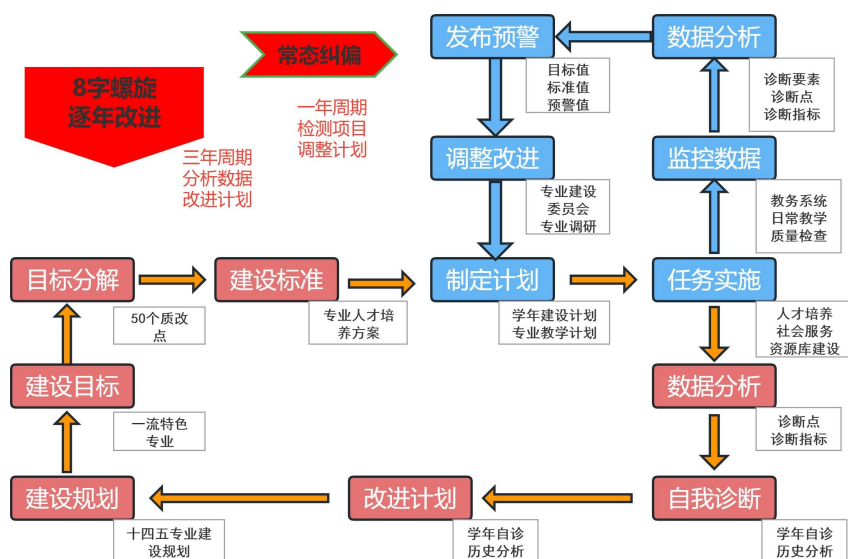 8字螺旋
逐年改进
三年周期
分析数据
改进计划
常态纠偏
一年周期
检测项目
调整计划
发布预警
目标值
标准值
预警值
数据分析
诊断要素
诊断点
诊断指标
调整改进
专业建设
委员会
专业调研
监控数据
教务系统
日常教学
质量检查
目标分解
50个质改
点
建设标准
专业人才培
养方案
制定计划
学年建设计划
专业教学计划
任务实施
人才培养
社会服务
资源库建设
建设目标
一流特色
专业
数据分析
诊断点
诊断指标
建设规划
十四五专业建
设规划
改进计划
学年自诊
历史分析
自我诊断
学年自诊
历史分析